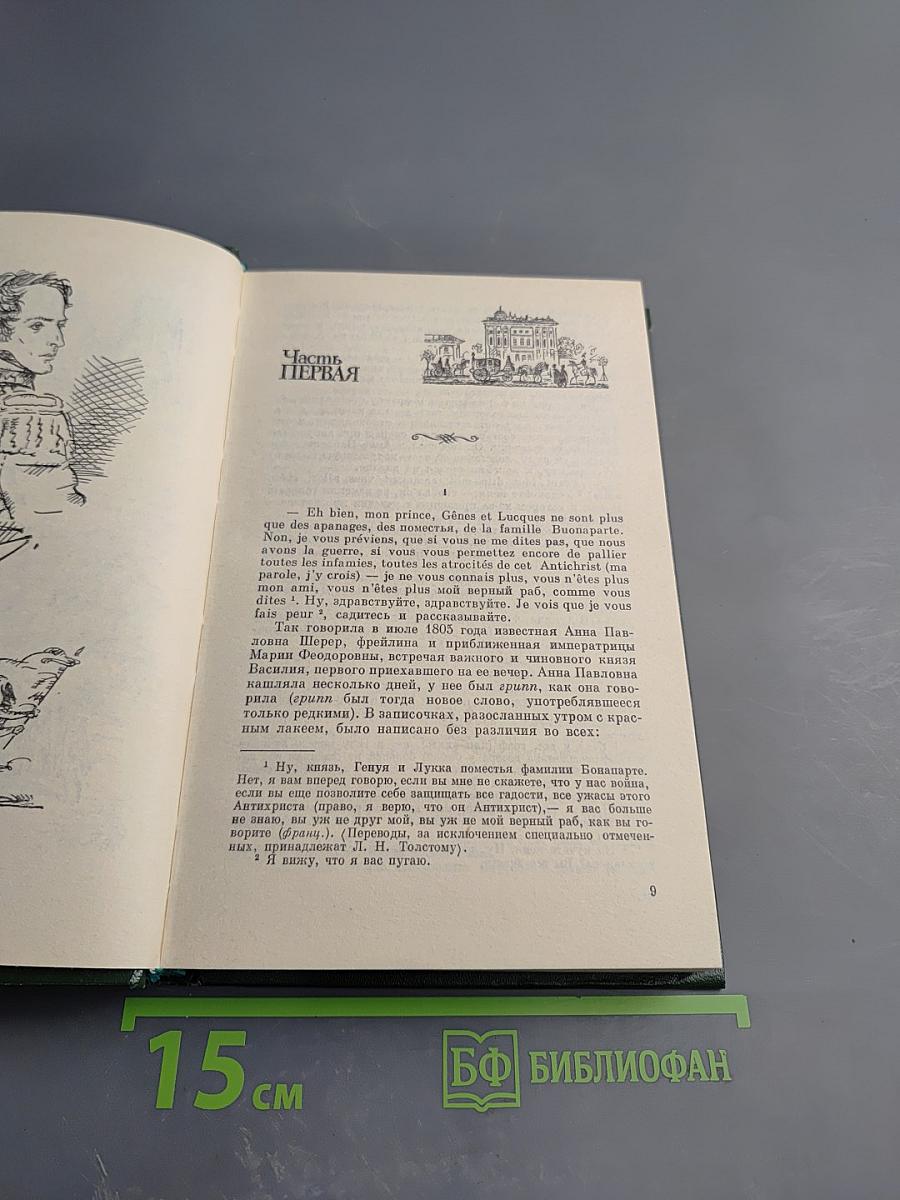 Часть
ПЕРВАЯ
I
— Eh bien, mon prince, Gênes et Lucques ne sont plus
que des apanages, des поместья, de la famille Buonaparte.
Non, je vous préviens, que si vous ne me dites pas, que nous
avons la guerre, si vous vous permettez encore de pallier
toutes les infamies, toutes les atrocités de cet Antichrist (ma
parole, j'y crois) — je ne vous connais plus, vous n'êtes plus
mon ami, vous n'êtes plus мой верный раб, comme vous
dites ¹. Ну, здравствуйте, здравствуйте. Je vois que je vous
fais peur ², садитесь и рассказывайте.
Так говорила в июле 1805 года известная Анна Пав-
ловна Шерер, фрейлина и приближенная императрицы
Марии Феодоровны, встречая важного и чиновного князя
Василия, первого приехавшего на ее вечер. Анна Павловна
кашляла несколько дней, у нее был грипп, как она гово-
рила (грипп был тогда новое слово, употреблявшееся
только редкими). В записочках, разосланных утром с крас-
ным лакеем, было написано без различия во всех:
¹ Ну, князь, Генуя и Лукка поместья фамилии Бонапарте.
Нет, я вам вперед говорю, если вы мне не скажете, что у нас война,
если вы еще позволите себе защищать все гадости, все ужасы этого
Антихриста (право, я верю, что он Антихрист),— я вас больше
не знаю, вы уж не друг мой, вы уж не мой верный раб, как вы го-
ворите (франц.). (Переводы, за исключением специально отмечен-
ных, принадлежат Л. Н. Толстому).
² Я вижу, что я вас пугаю.
9
15 см
БФ БИБЛИОФАН